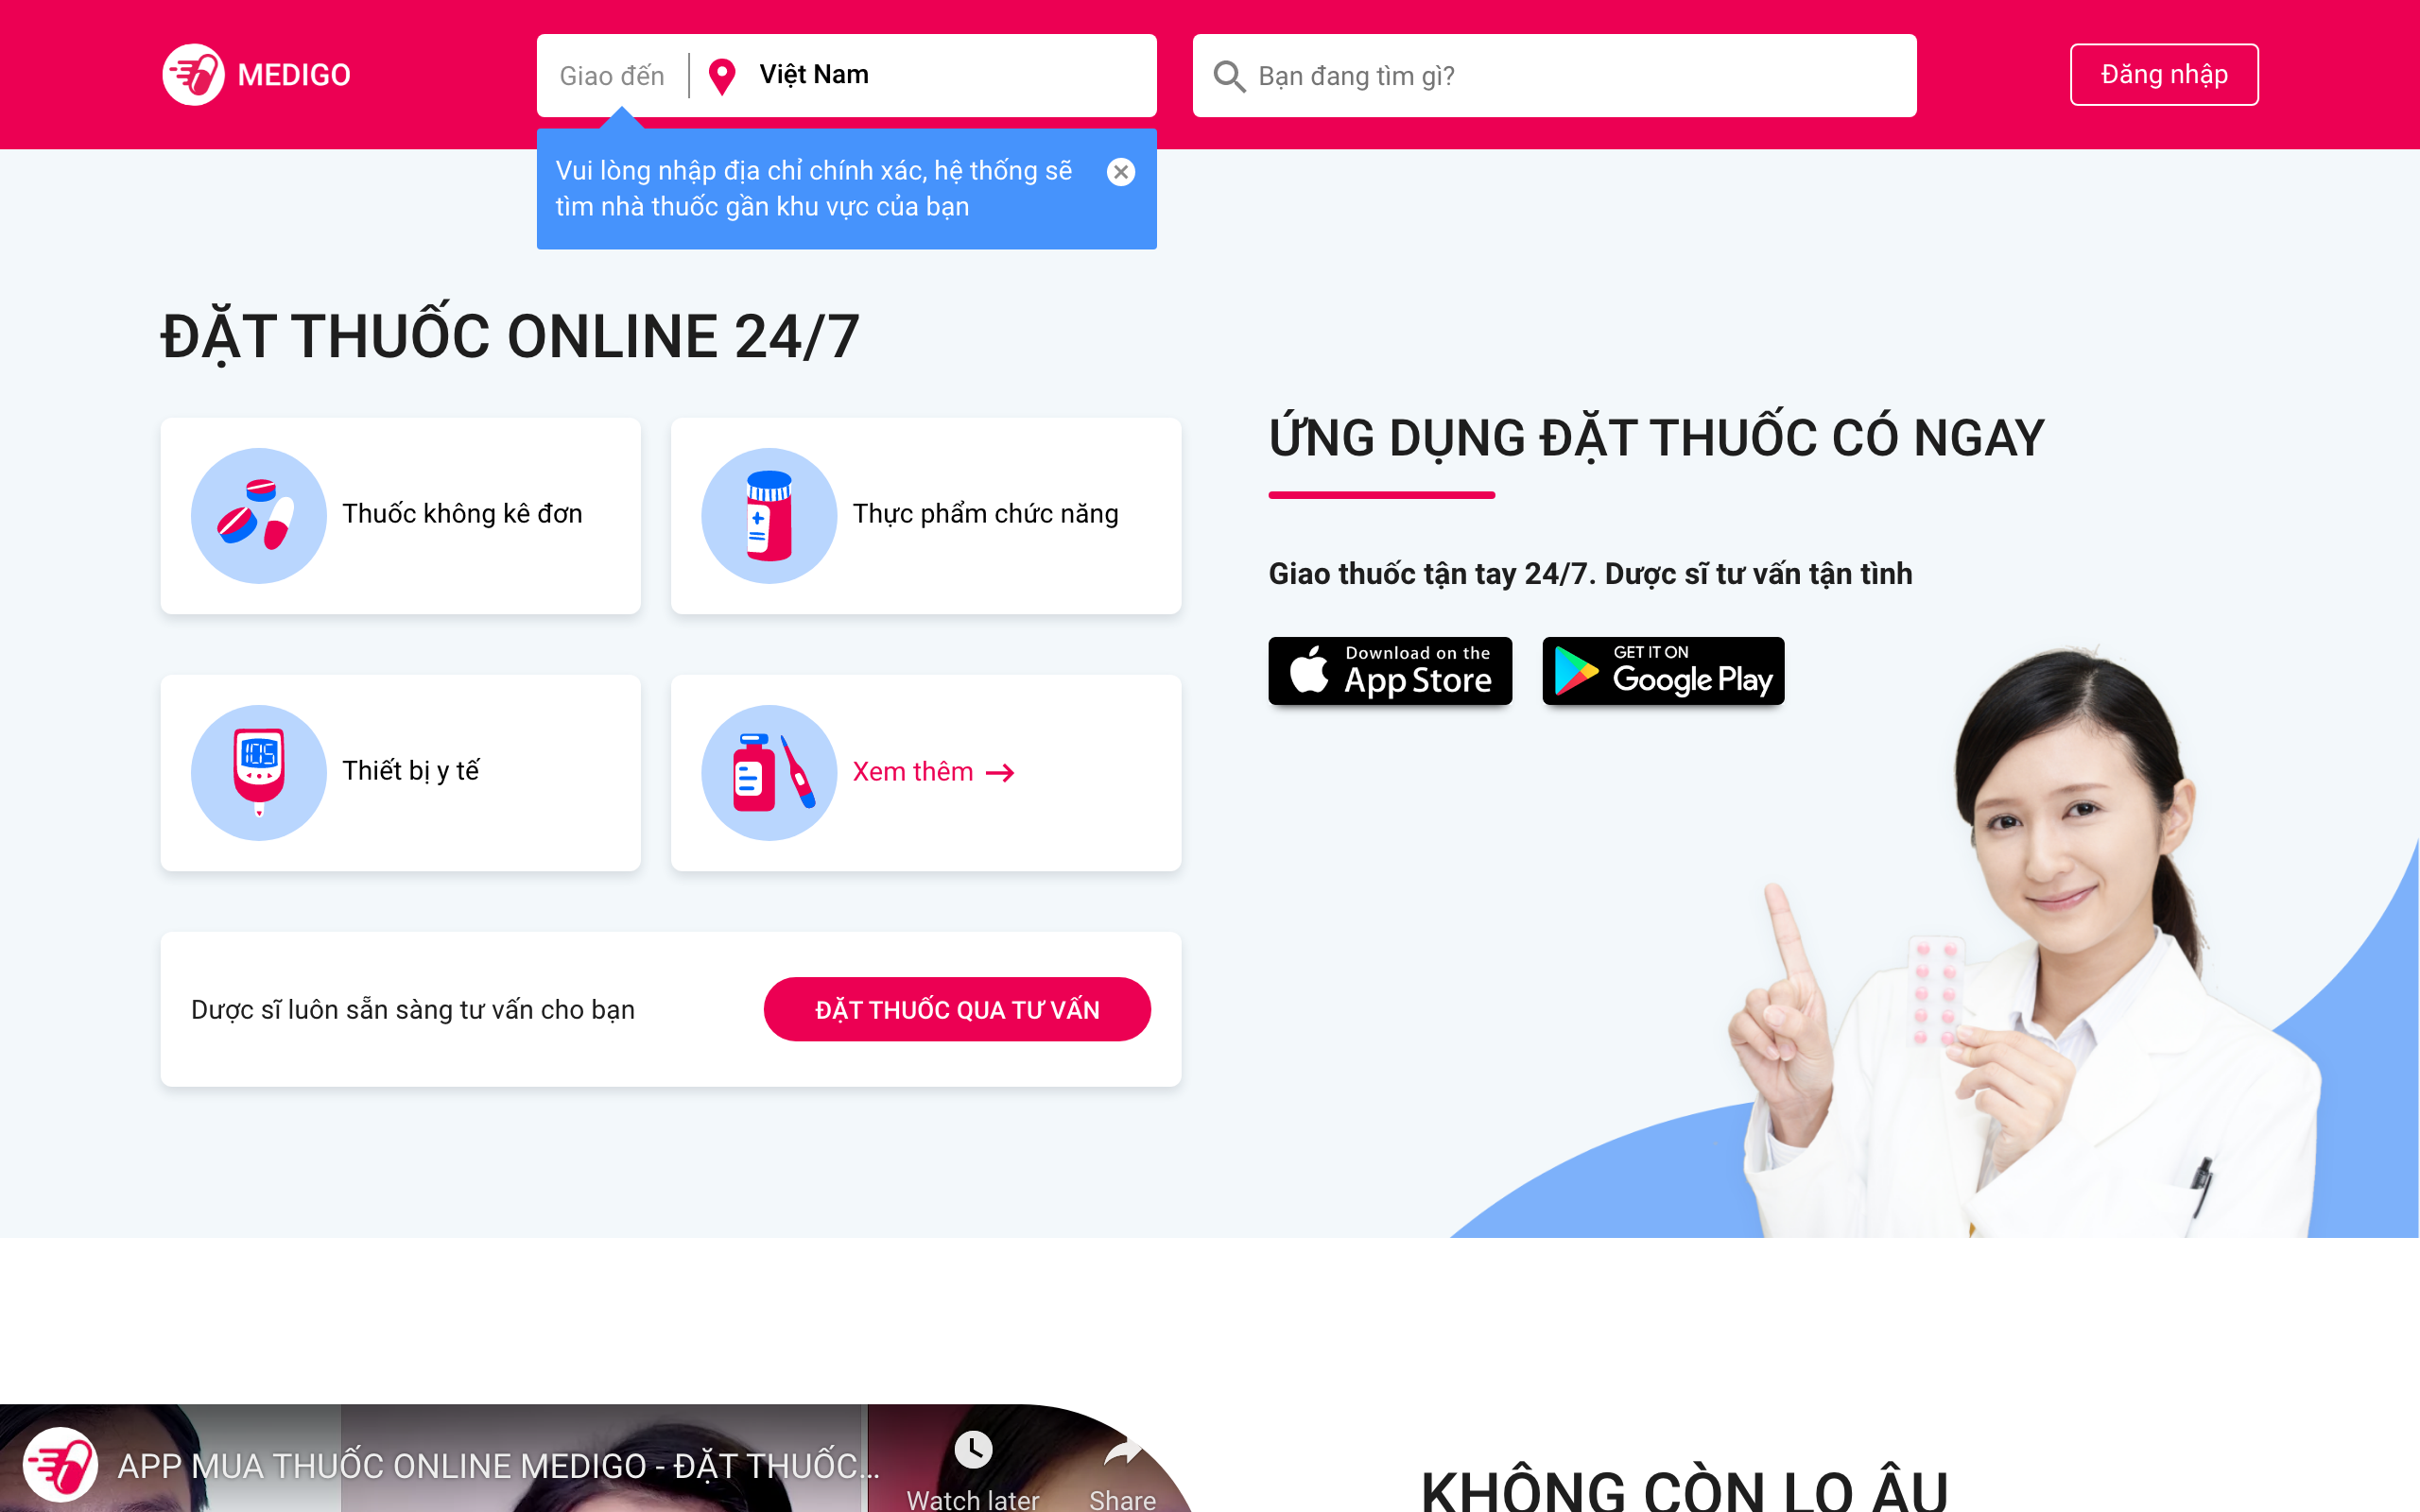 MEDIGO
Giao đến
Việt Nam
Bạn đang tìm gì?
Đăng nhập
Vui lòng nhập địa chỉ chính xác, hệ thống sẽ
tìm nhà thuốc gần khu vực của bạn
ĐẶT THUỐC ONLINE 24/7
Thuốc không kê đơn
Thực phẩm chức năng
105
Thiết bị y tế
Xem thêm
Dược sĩ luôn sẵn sàng tư vấn cho bạn
ĐẶT THUỐC QUA TƯ VẤN
ỨNG DỤNG ĐẶT THUỐC CÓ NGAY
Giao thuốc tận tay 24/7. Dược sĩ tư vấn tận tình
Download on the
App Store
GET IT ON
Google Play
APP MUA THUỐC ONLINE MEDIGO - ĐẶT THUỐC...
Watch later
Share
KHÔNG CÒN LO ÂU